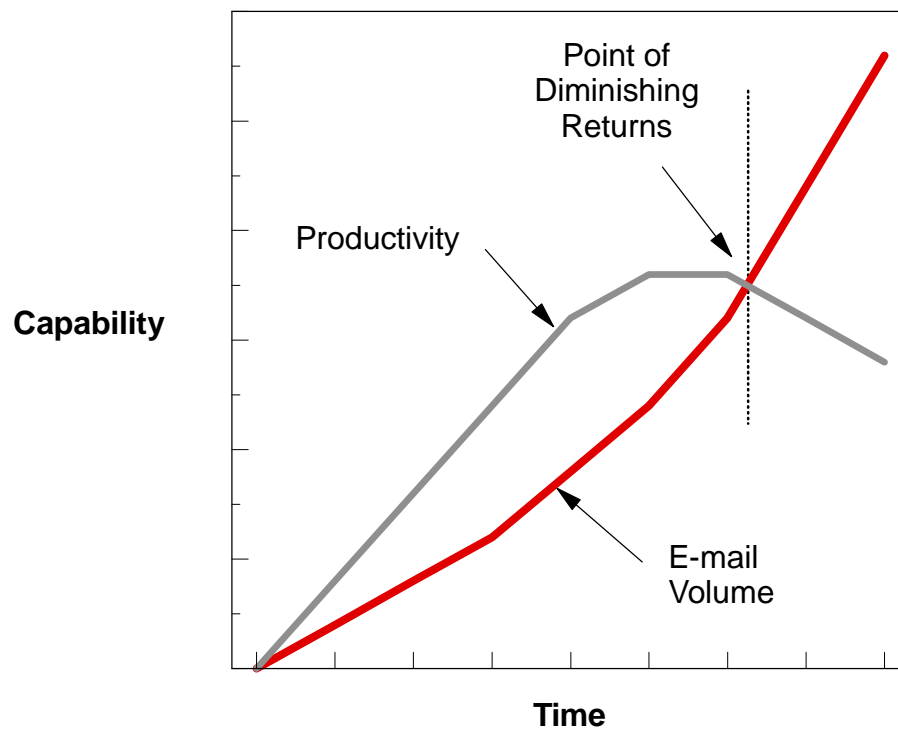 Point of
Diminishing
Returns
Productivity
Capability
E-mail
Volume
Time